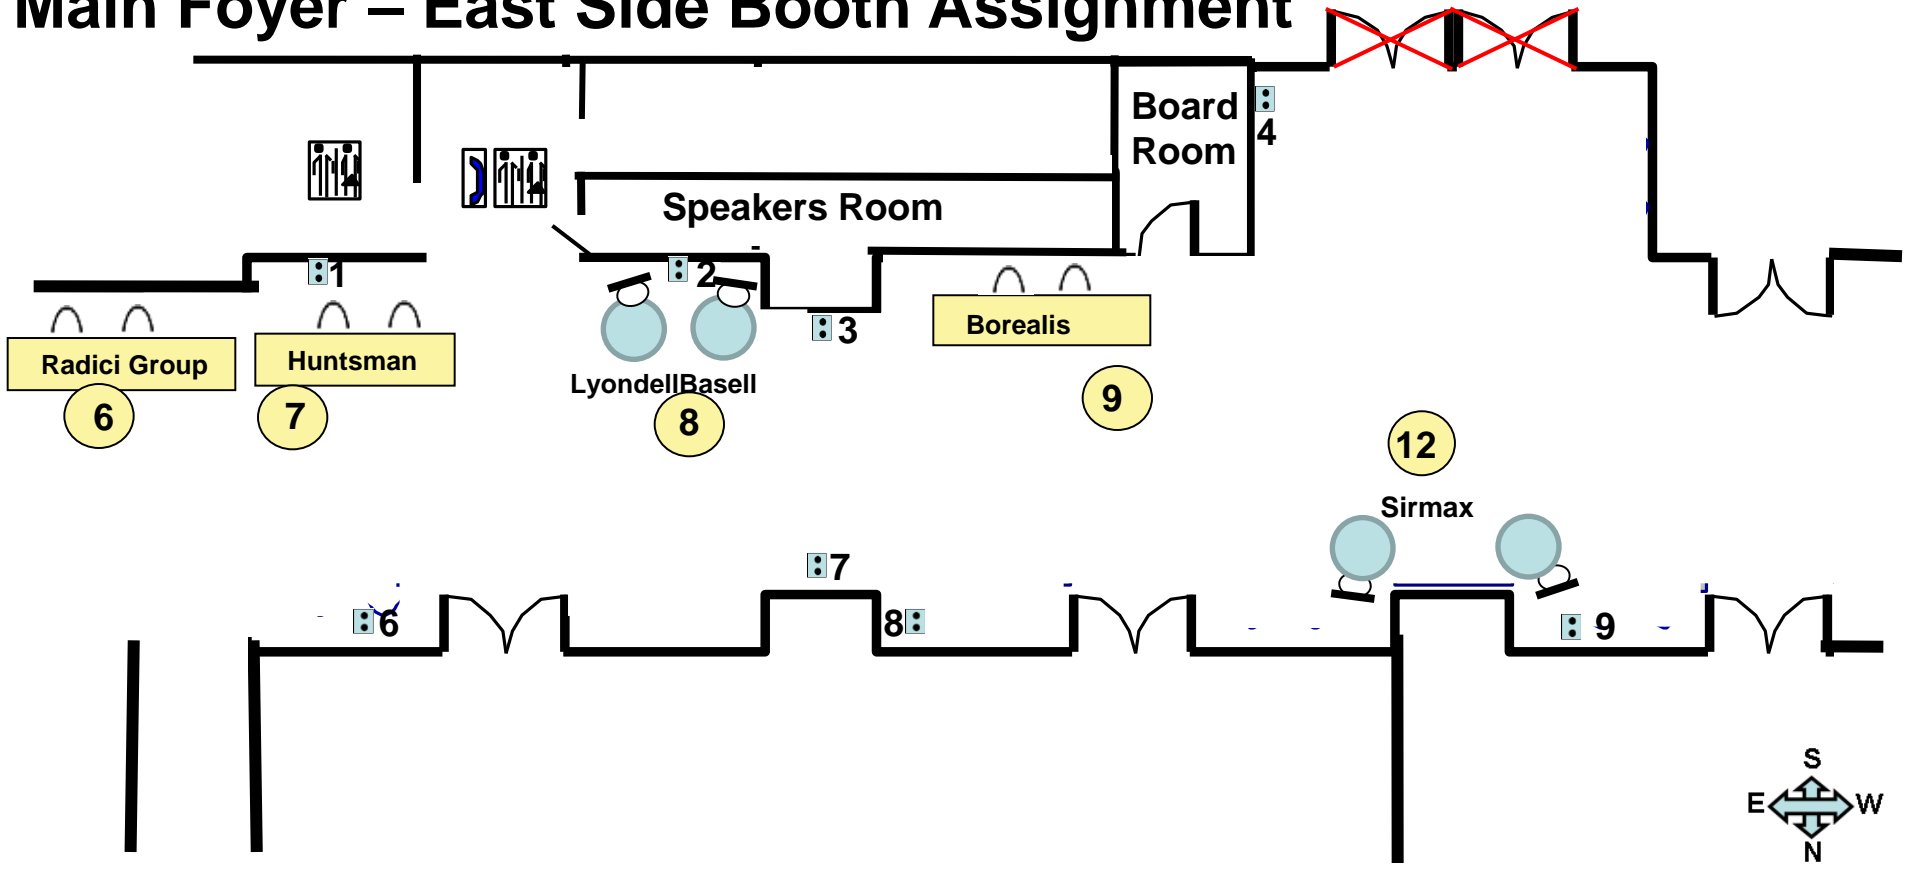 Main Foyer – East Side Booth Assignment
Board
Room
4
Speakers Room
1
2
3
Radici Group
Huntsman
Borealis
LyondellBasell
6
7
8
9
12
Sirmax
7
6
8
9
S
E W
N